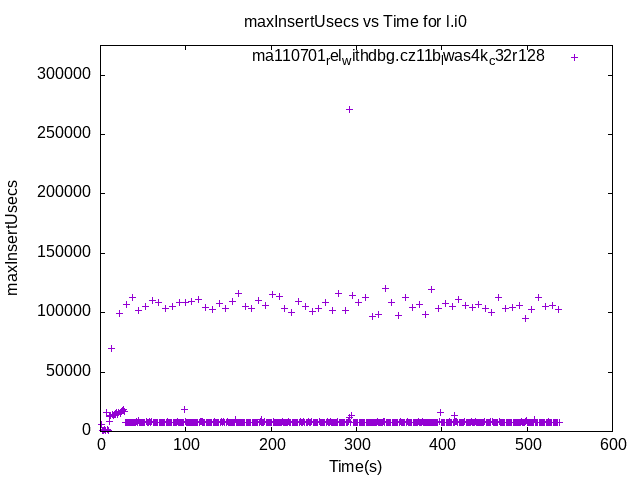 maxInsertUsecs vs Time for l.i0
ma110701_rel_withdbg.cz11b_was4k_c32r128
300000
250000
200000
150000
100000
50000
0
maxInsertUsecs
0 100 200 300 400 500 600
Time(s)